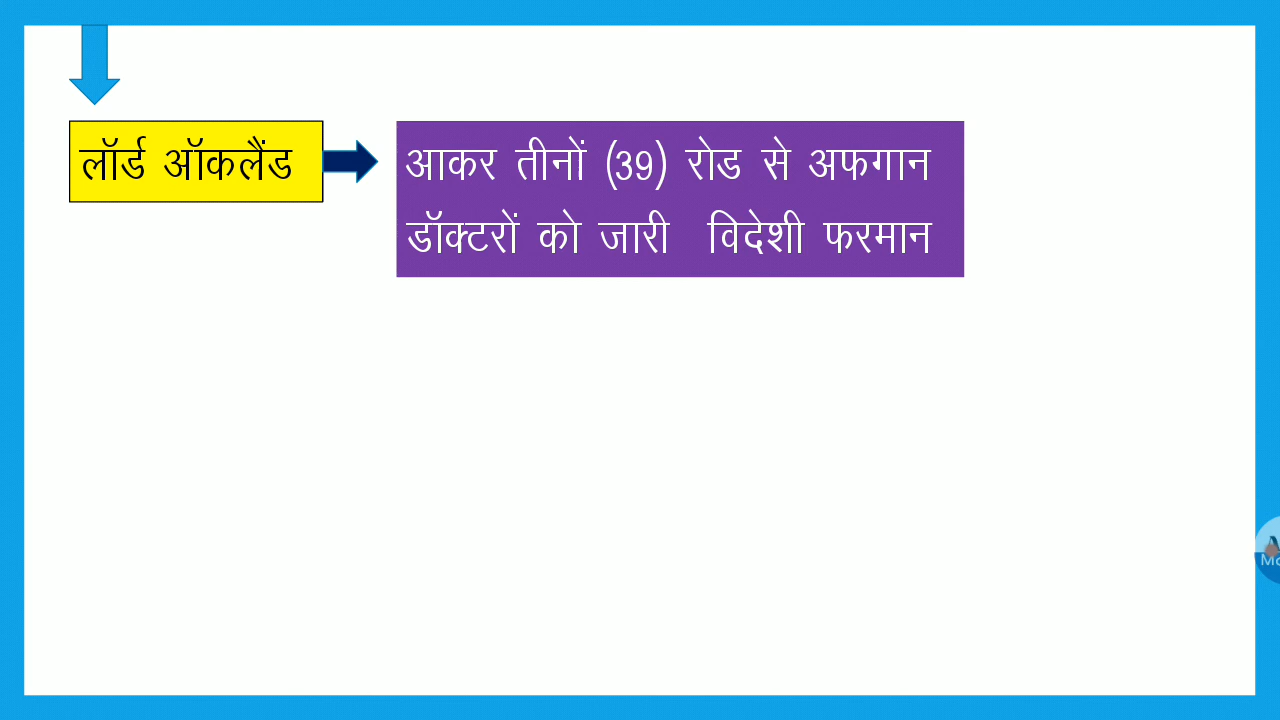 लॉर्ड ऑकलैंड
आकर तीनों (39) रोड से अफगान
डॉक्टरों को जारी विदेशी फरमान